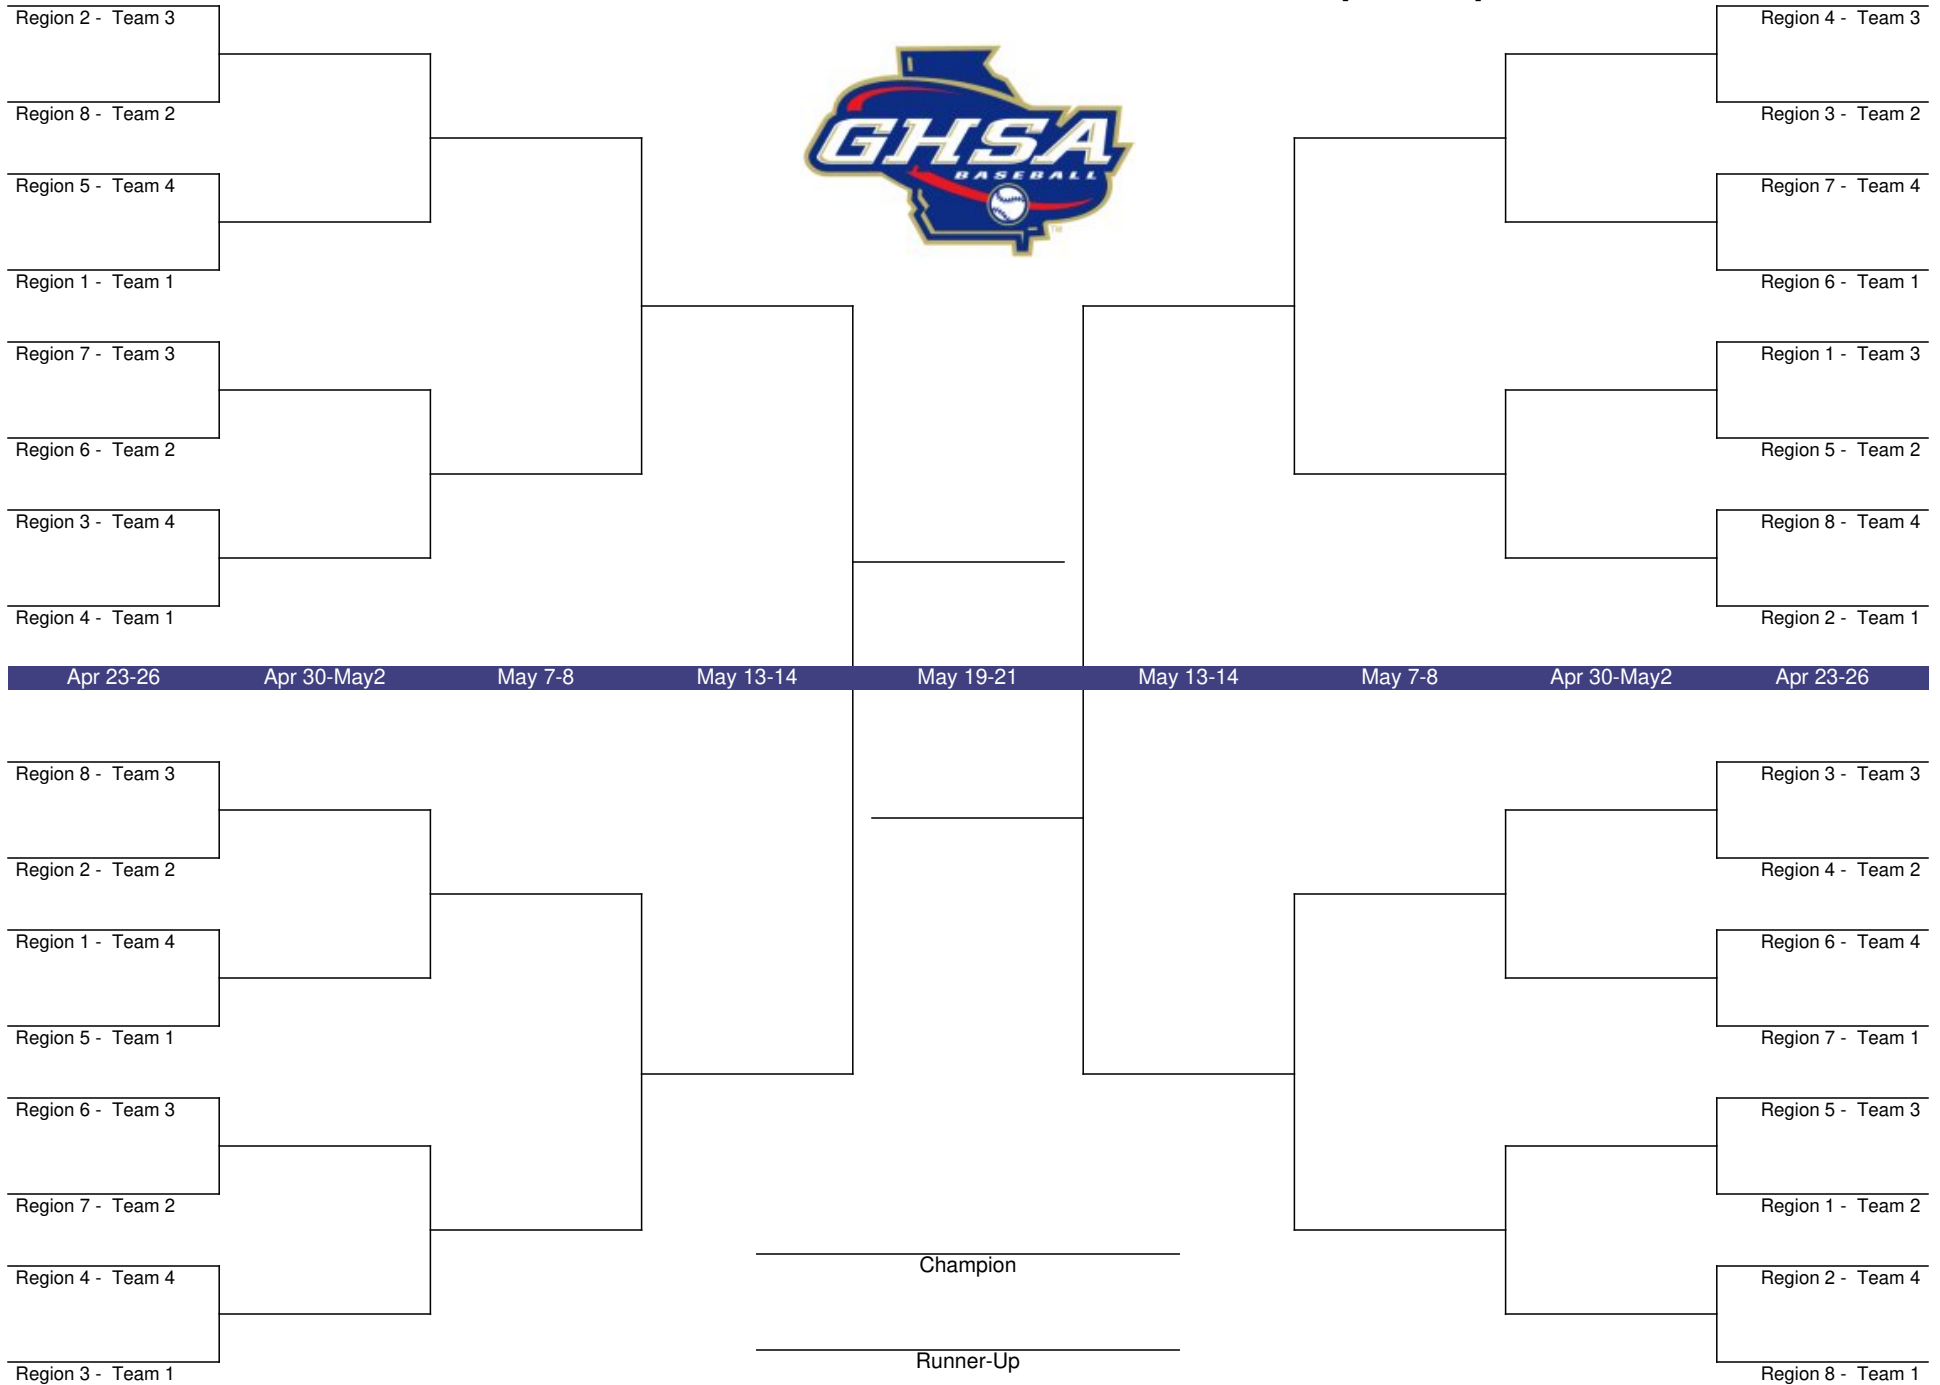 Region 2 - Team 3
Region 8 - Team 2
Region 5 - Team 4
Region 1 - Team 1
Region 7 - Team 3
Region 6 - Team 2
Region 3 - Team 4
Region 4 - Team 1
GHSA
BASEBALL
TM
Region 4 - Team 3
Region 3 - Team 2
Region 7 - Team 4
Region 6 - Team 1
Region 1 - Team 3
Region 5 - Team 2
Region 8 - Team 4
Region 2 - Team 1
Apr 23-26 Apr 30-May2 May 7-8 May 13-14 May 19-21 May 13-14 May 7-8 Apr 30-May2 Apr 23-26
Region 8 - Team 3
Region 2 - Team 2
Region 1 - Team 4
Region 5 - Team 1
Region 6 - Team 3
Region 7 - Team 2
Region 4 - Team 4
Region 3 - Team 1
Champion
Runner-Up
Region 3 - Team 3
Region 4 - Team 2
Region 6 - Team 4
Region 7 - Team 1
Region 5 - Team 3
Region 1 - Team 2
Region 2 - Team 4
Region 8 - Team 1